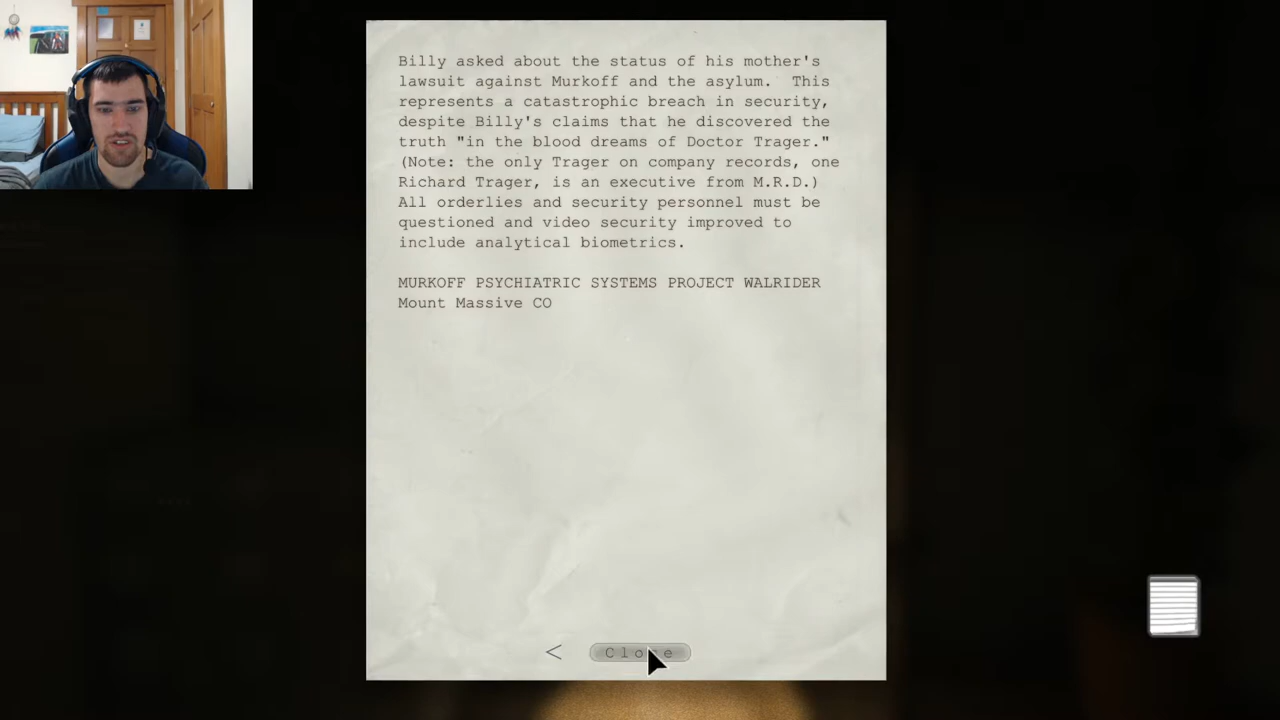 Billy asked about the status of his mother's
lawsuit against Murkoff and the asylum.  This
represents a catastrophic breach in security,
despite Billy's claims that he discovered the
truth "in the blood dreams of Doctor Trager."
(Note: the only Trager on company records, one
Richard Trager, is an executive from M.R.D.)
All orderlies and security personnel must be
questioned and video security improved to
include analytical biometrics.
MURKOFF PSYCHIATRIC SYSTEMS PROJECT WALRIDER
Mount Massive CO
< Close